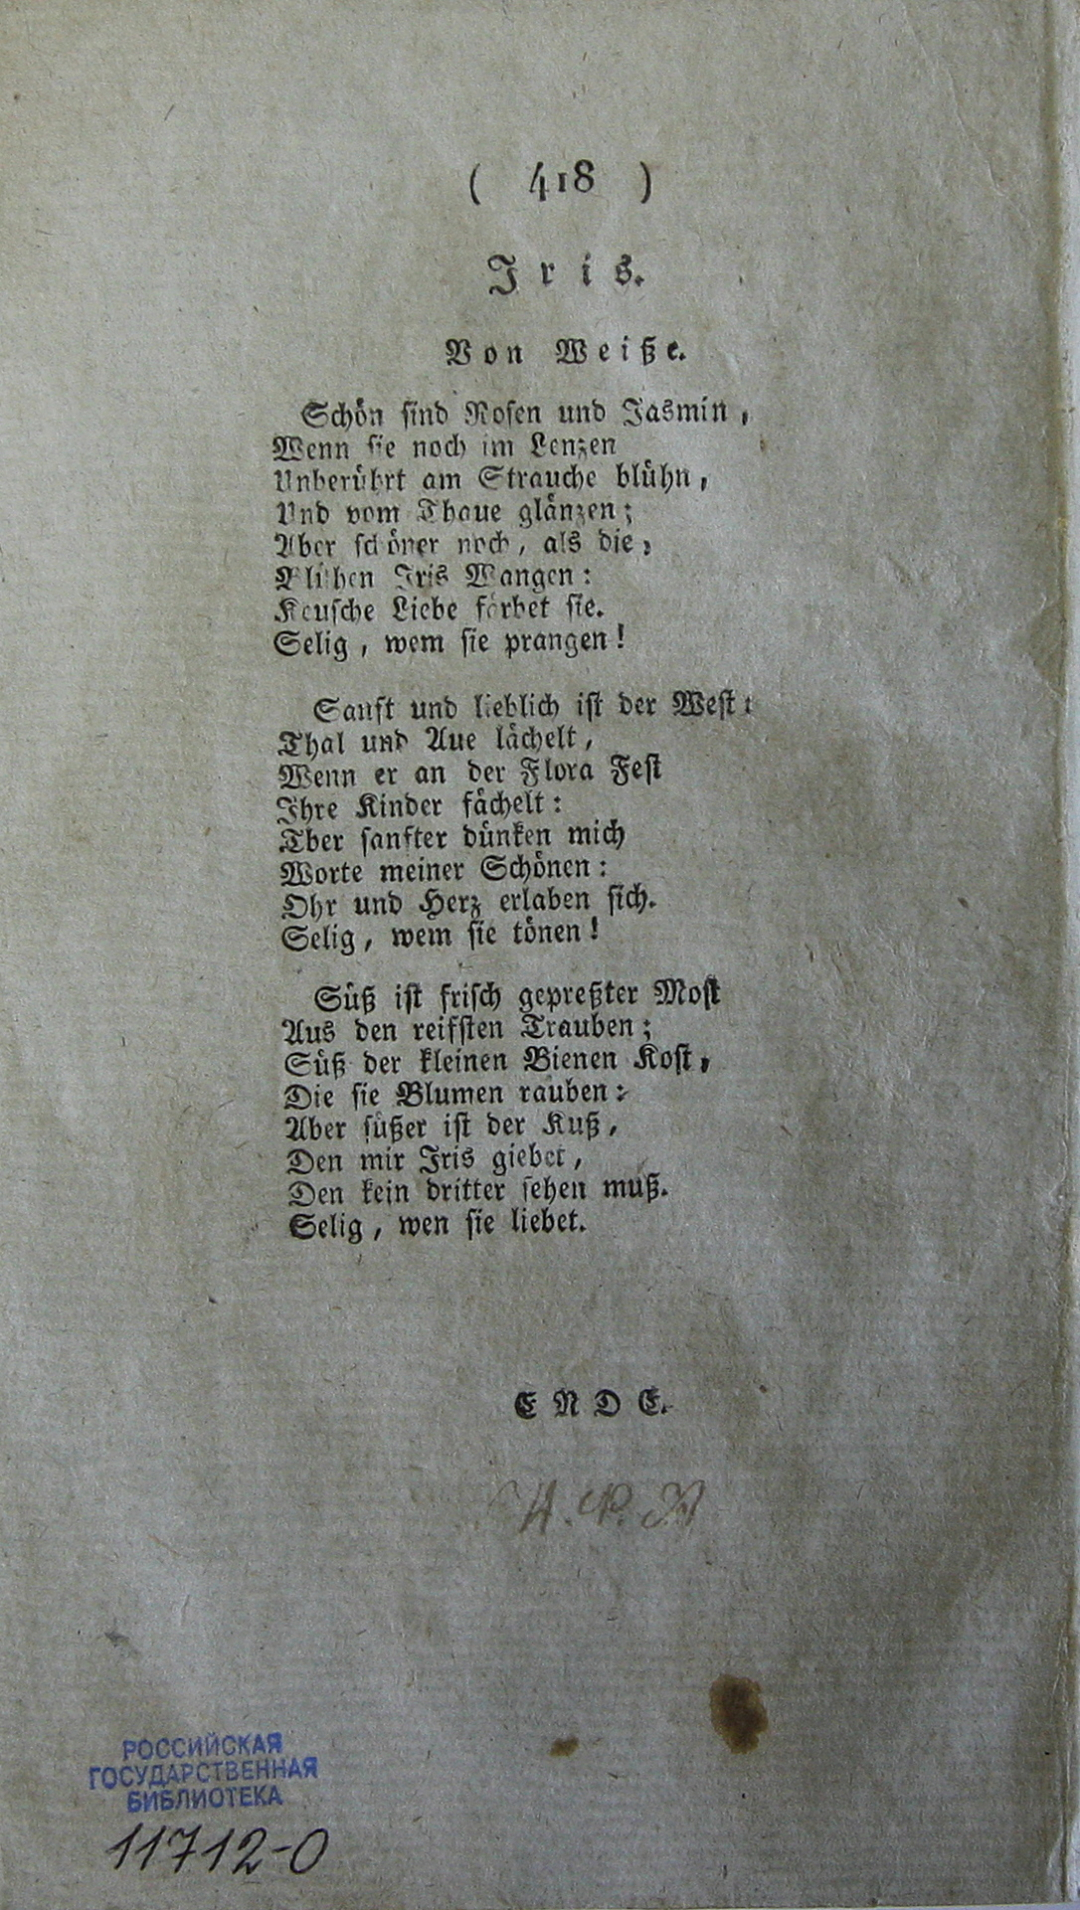 ( 418 )
Iris.
Von Weiße.
Schön sind Rosen und Jasmin,
Wenn sie noch im Lenzen
Unberührt am Strauche blühn,
Und vom Thaue glänzen;
Aber schöner noch, als die,
Blühen Iris Wangen:
Keusche Liebe färbet sie.
Selig, wem sie prangen!
Sanft und lieblich ist der West:
Thal und Aue lächelt,
Wenn er an der Flora Fest
Ihre Kinder fächelt:
Tber sanfter dünken mich
Worte meiner Schönen:
Ohr und Herz erlaben sich.
Selig, wem sie tönen!
Süß ist frisch gepreßter Most
Aus den reifsten Trauben;
Süß der kleinen Bienen Kost,
Die sie Blumen rauben:
Aber süßer ist der Kuß,
Den mir Iris giebet,
Den kein dritter sehen muß.
Selig, wen sie liebet.
ENDE.
РОССИЙСКАЯ
ГОСУДАРСТВЕННАЯ
БИБЛИОТЕКА
11712-0